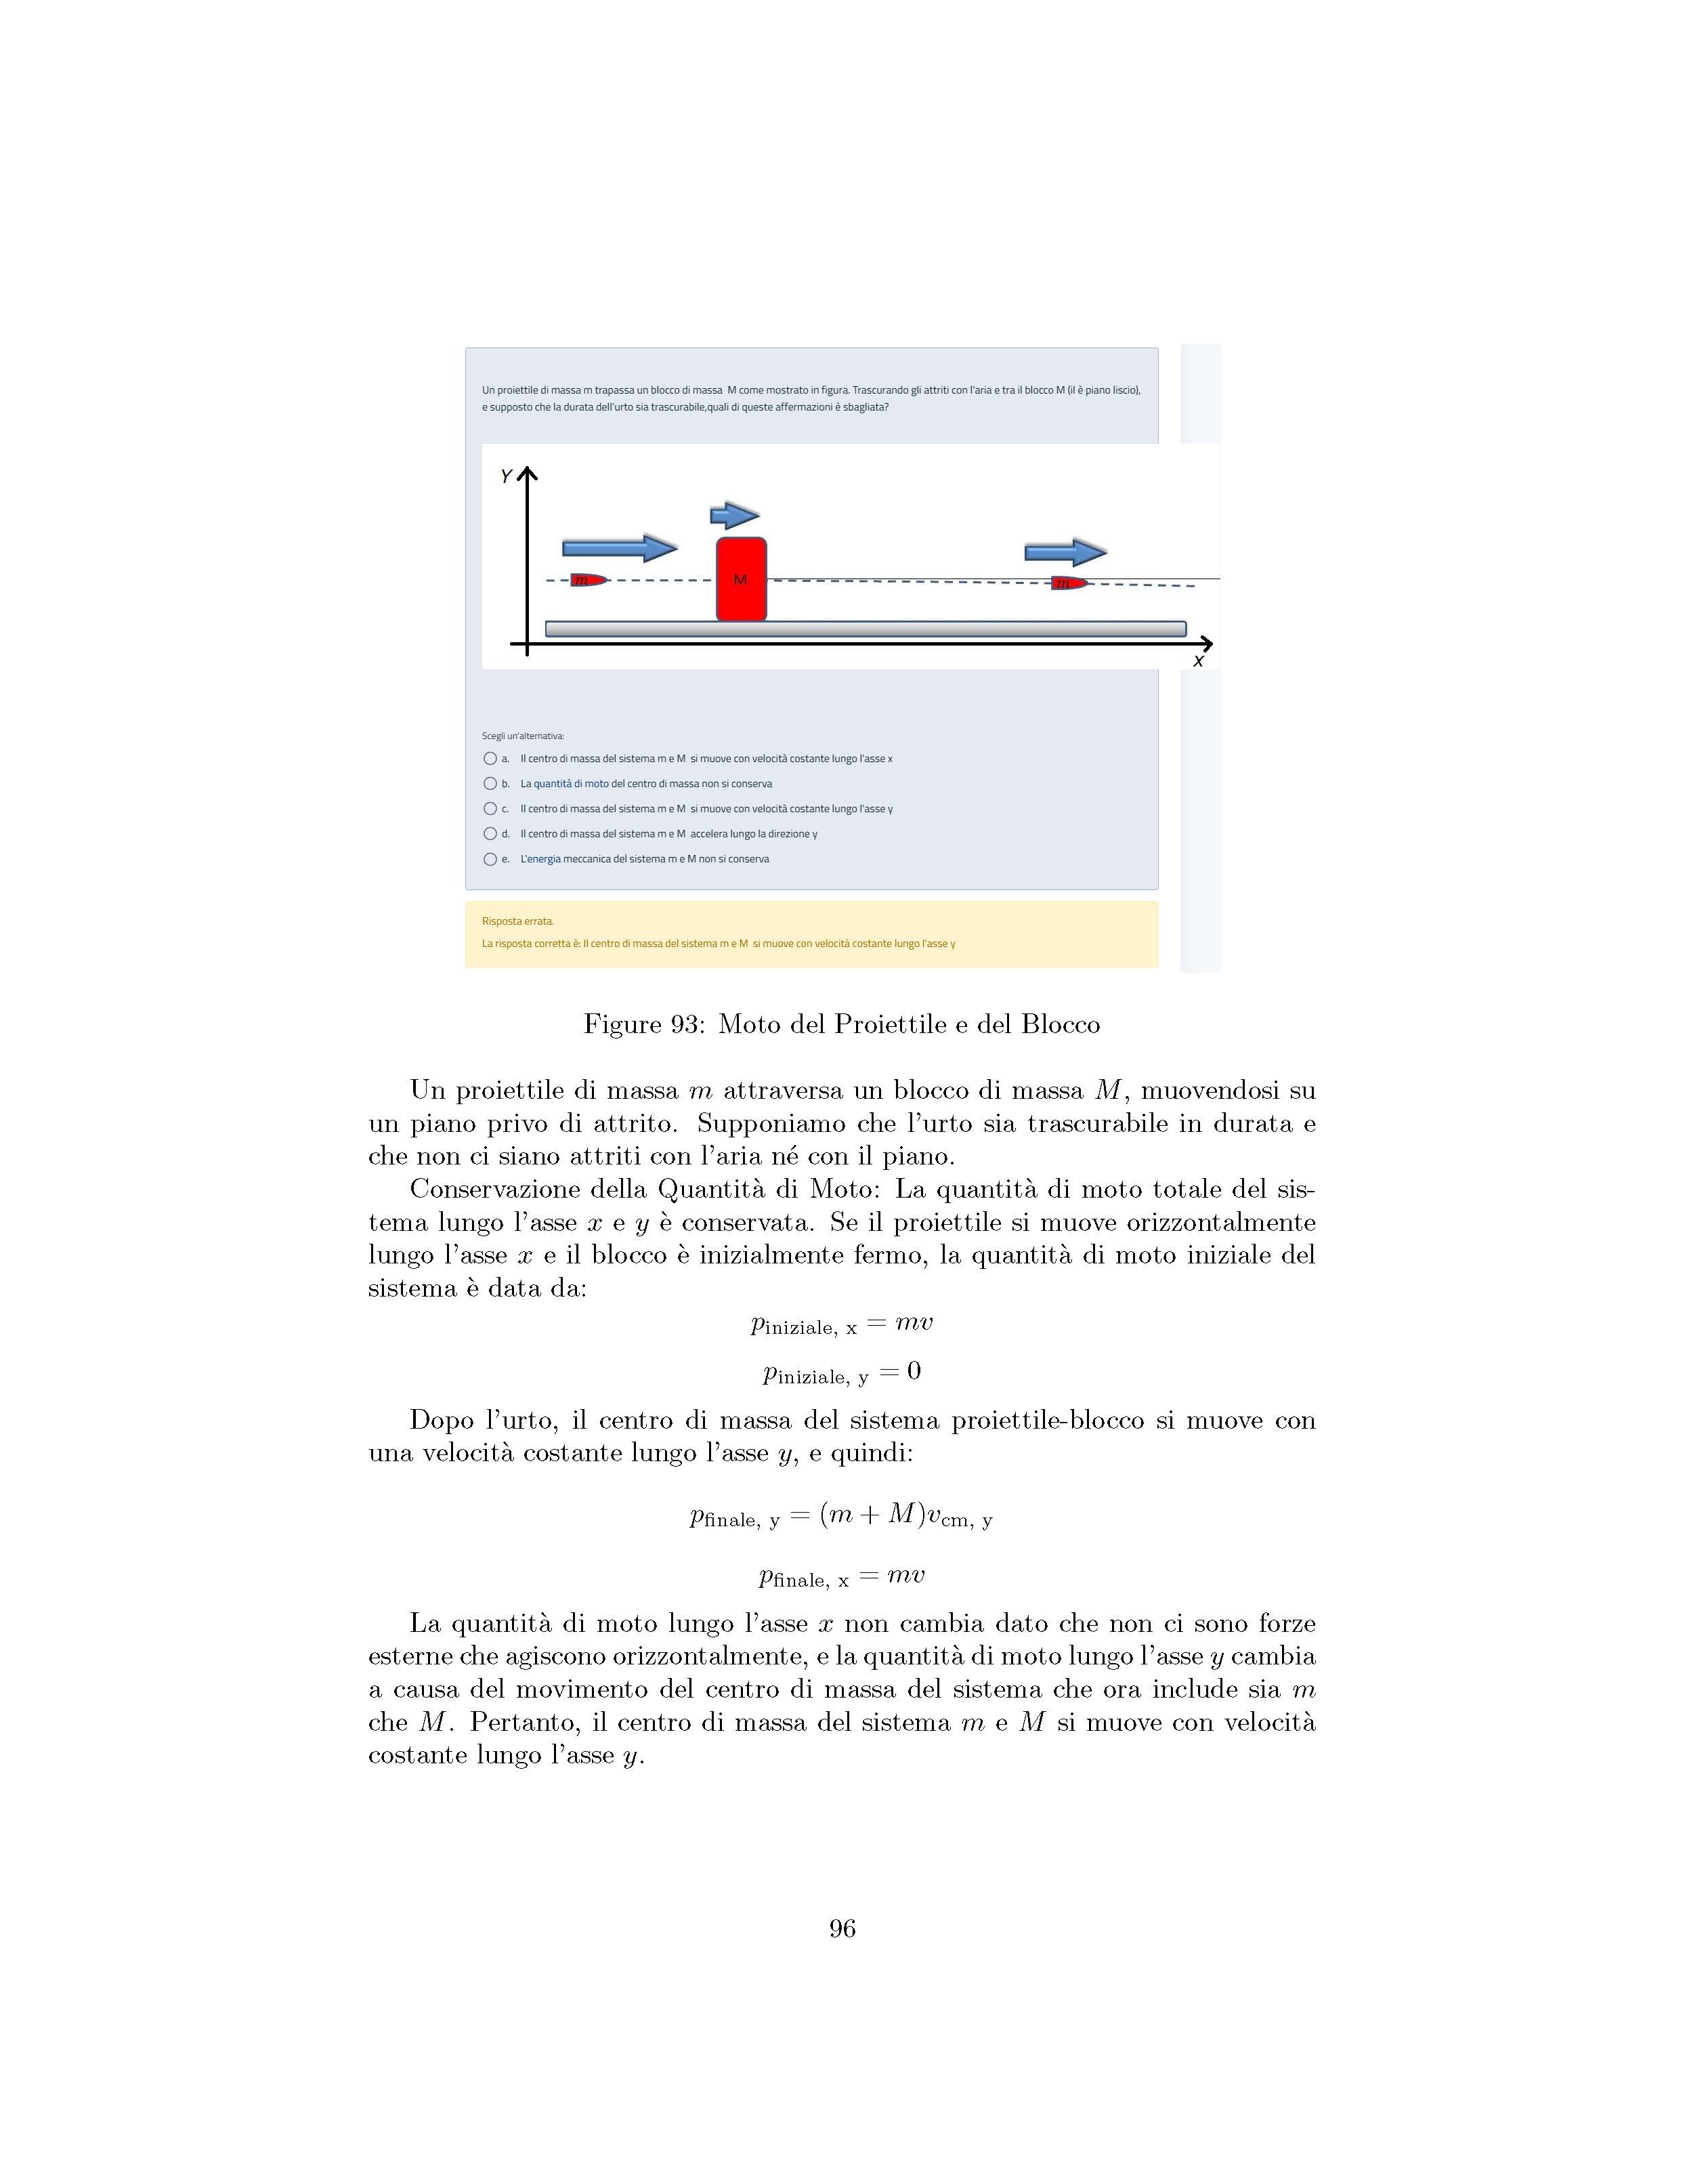 Un proiettile di massa m trapassa un blocco di massa  M come mostrato in figura. Trascurando gli attriti con l'aria e tra il blocco M (il è piano liscio),
e supposto che la durata dell'urto sia trascurabile,quali di queste affermazioni è sbagliata?
Y
m
M
m
X
Scegli un'alternativa:
a. Il centro di massa del sistema m e M  si muove con velocità costante lungo l'asse x
b. La quantità di moto del centro di massa non si conserva
c. Il centro di massa del sistema m e M  si muove con velocità costante lungo l'asse y
d. Il centro di massa del sistema m e M  accelera lungo la direzione y
e. L'energia meccanica del sistema m e M non si conserva
Risposta errata.
La risposta corretta è: Il centro di massa del sistema m e M  si muove con velocità costante lungo l'asse y
Figure 93: Moto del Proiettile e del Blocco
Un proiettile di massa m attraversa un blocco di massa M, muovendosi su
un piano privo di attrito. Supponiamo che l'urto sia trascurabile in durata e
che non ci siano attriti con l'aria né con il piano.
Conservazione della Quantità di Moto: La quantità di moto totale del sis-
tema lungo l'asse x e y è conservata. Se il proiettile si muove orizzontalmente
lungo l'asse x e il blocco è inizialmente fermo, la quantità di moto iniziale del
sistema è data da:
p_{iniziale, x} = mv
p_{iniziale, y} = 0
Dopo l'urto, il centro di massa del sistema proiettile-blocco si muove con
una velocità costante lungo l'asse y, e quindi:
p_{finale, y} = (m + M)v_{cm, y}
p_{finale, x} = mv
La quantità di moto lungo l'asse x non cambia dato che non ci sono forze
esterne che agiscono orizzontalmente, e la quantità di moto lungo l'asse y cambia
a causa del movimento del centro di massa del sistema che ora include sia m
che M. Pertanto, il centro di massa del sistema m e M si muove con velocità
costante lungo l'asse y.
96